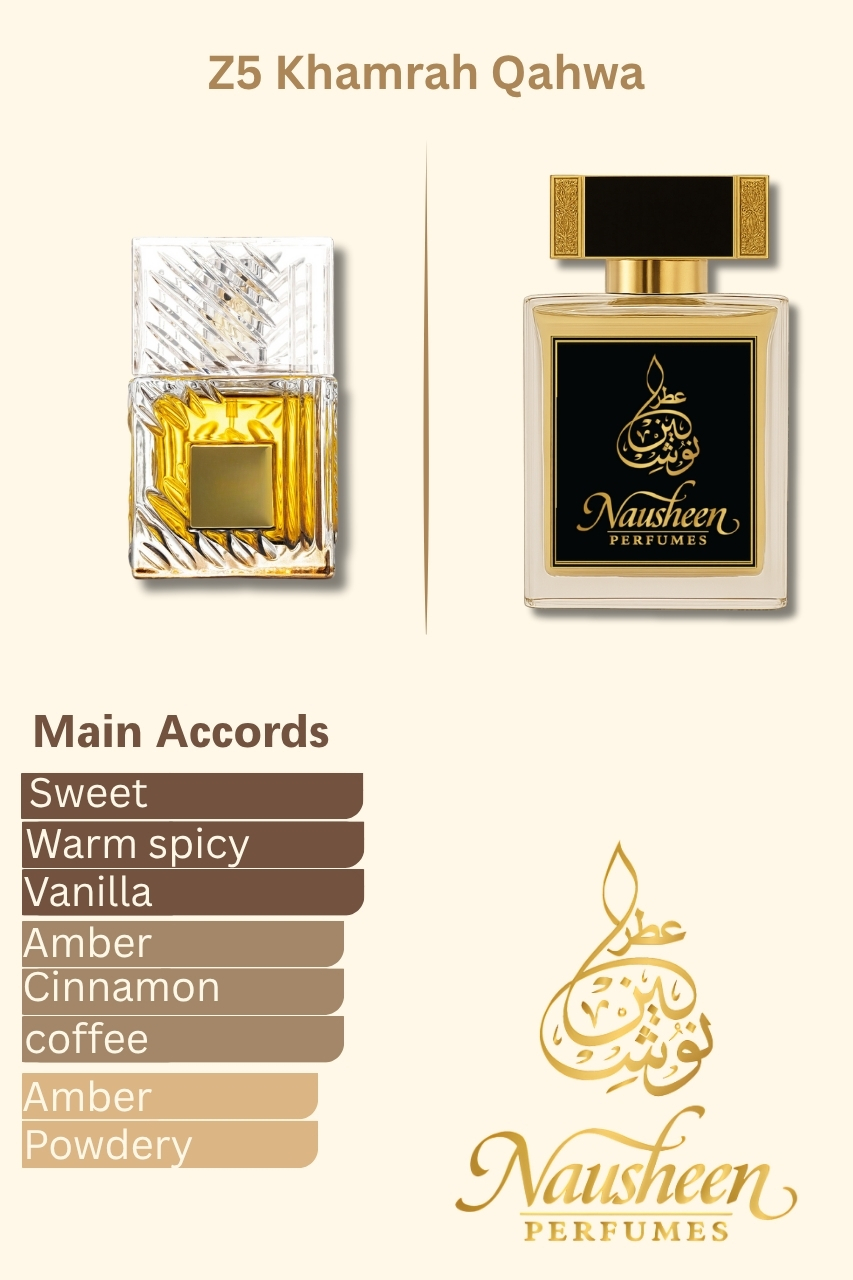 Z5 Khamrah Qahwa
عطر
نوشين
Nausheen
PERFUMES
Main Accords
Sweet
Warm spicy
Vanilla
Amber
Cinnamon
coffee
Amber
Powdery
عطر
نوشين
Nausheen
PERFUMES